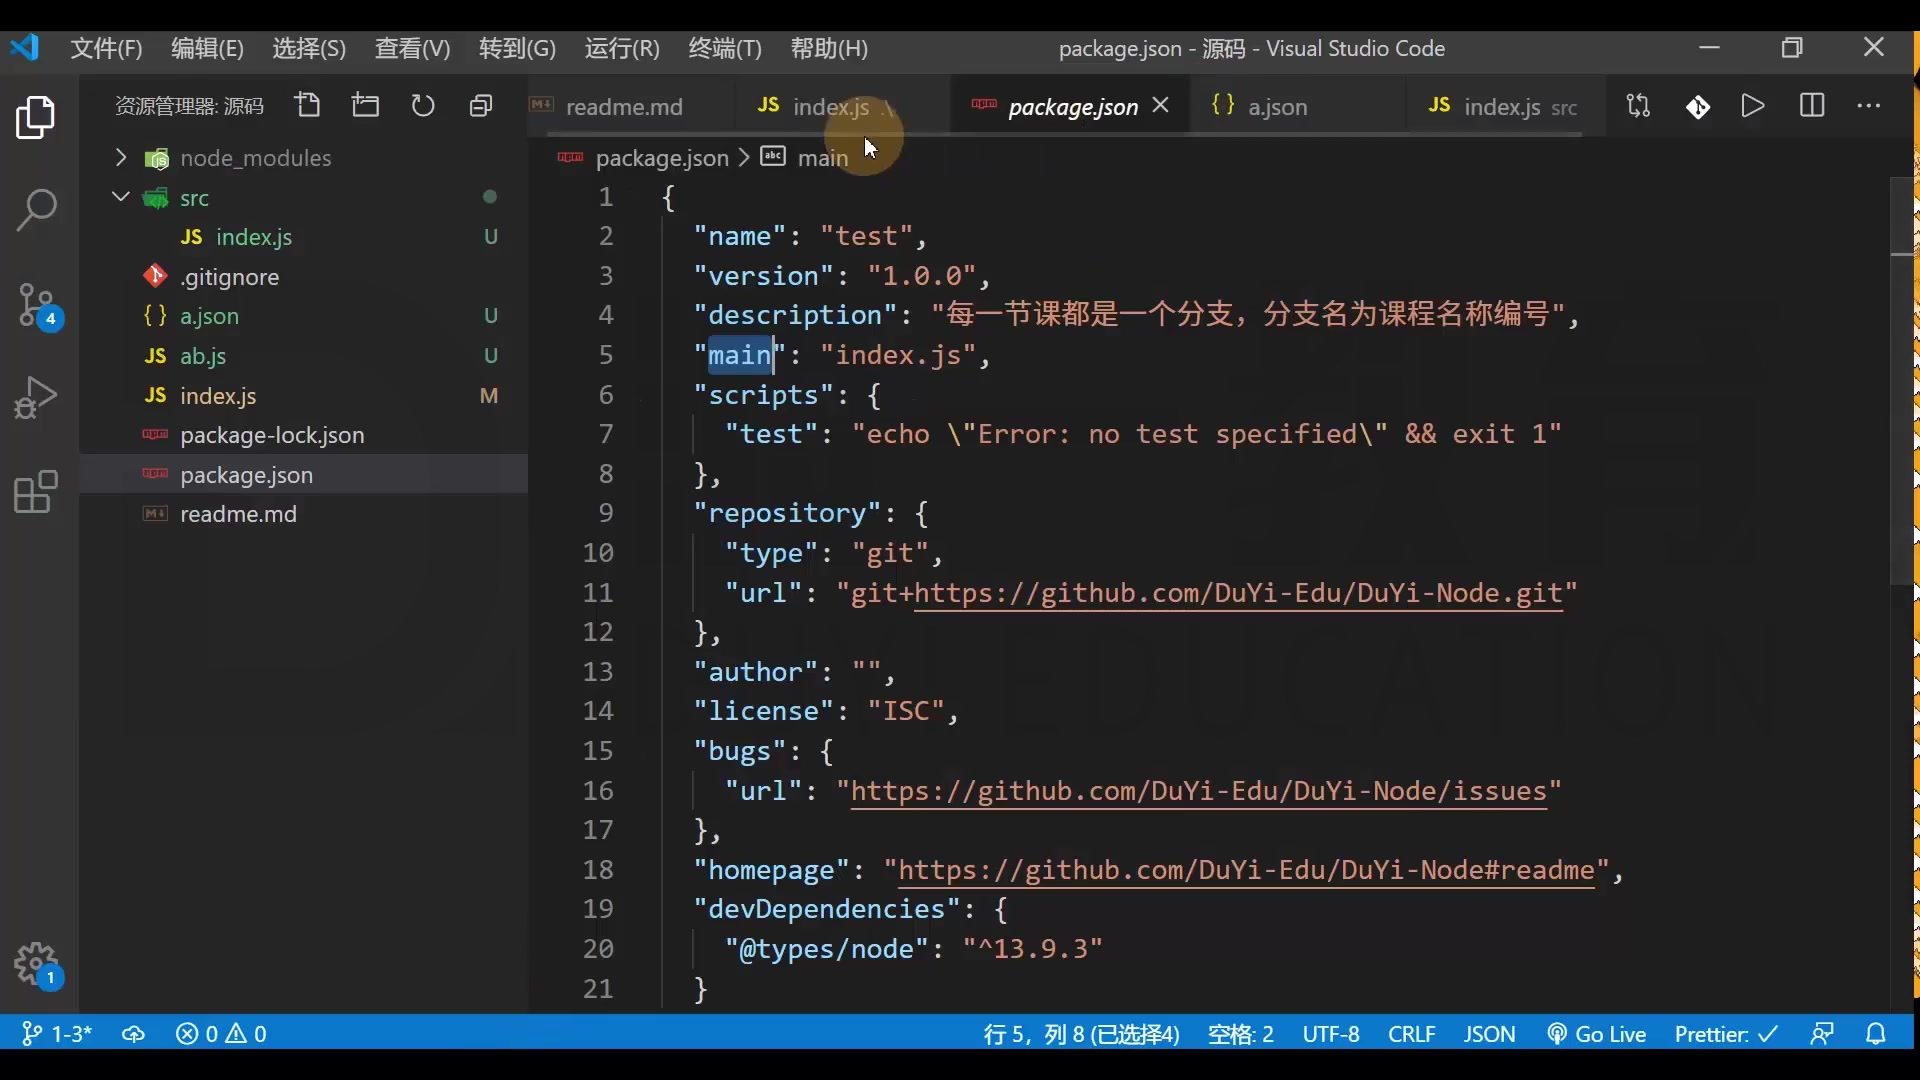 文件(F) 编辑(E) 选择(S) 查看(V) 转到(G) 运行(R) 终端(T) 帮助(H) package.json - 源码 - Visual Studio Code
资源管理器: 源码
readme.md JS index.js .\ package.json {} a.json JS index.js src
node_modules
src
JS index.js U
.gitignore
{} a.json U
JS ab.js U
JS index.js M
package-lock.json
package.json
readme.md
package.json > abc main
1 {
2 "name": "test",
3 "version": "1.0.0",
4 "description": "每一节课都是一个分支，分支名为课程名称编号",
5 "main": "index.js",
6 "scripts": {
7 "test": "echo \"Error: no test specified\" && exit 1"
8 },
9 "repository": {
10 "type": "git",
11 "url": "git+https://github.com/DuYi-Edu/DuYi-Node.git"
12 },
13 "author": "",
14 "license": "ISC",
15 "bugs": {
16 "url": "https://github.com/DuYi-Edu/DuYi-Node/issues"
17 },
18 "homepage": "https://github.com/DuYi-Edu/DuYi-Node#readme",
19 "devDependencies": {
20 "@types/node": "^13.9.3"
21 }
4
1
1-3* 0 0 行 5，列 8 (已选择4) 空格: 2 UTF-8 CRLF JSON Go Live Prettier: ✓